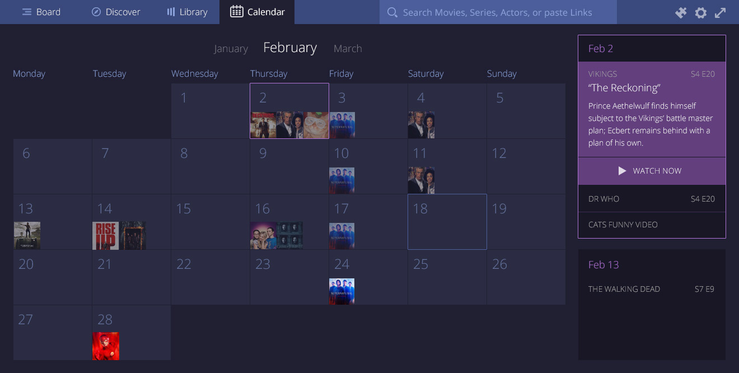 Board Discover Library Calendar Search Movies, Series, Actors, or paste Links
January February March
Monday Tuesday Wednesday Thursday Friday Saturday Sunday
1 2 3 4 5
6 7 8 9 10 11 12
13 14 15 16 17 18 19
RISE UP
20 21 22 23 24 25 26
27 28
Feb 2
VIKINGS S4 E20
“The Reckoning”
Prince Aethelwulf finds himself
subject to the Vikings’ battle master
plan; Ecbert remains behind with a
plan of his own.
WATCH NOW
DR WHO S4 E20
CATS FUNNY VIDEO
Feb 13
THE WALKING DEAD S7 E9